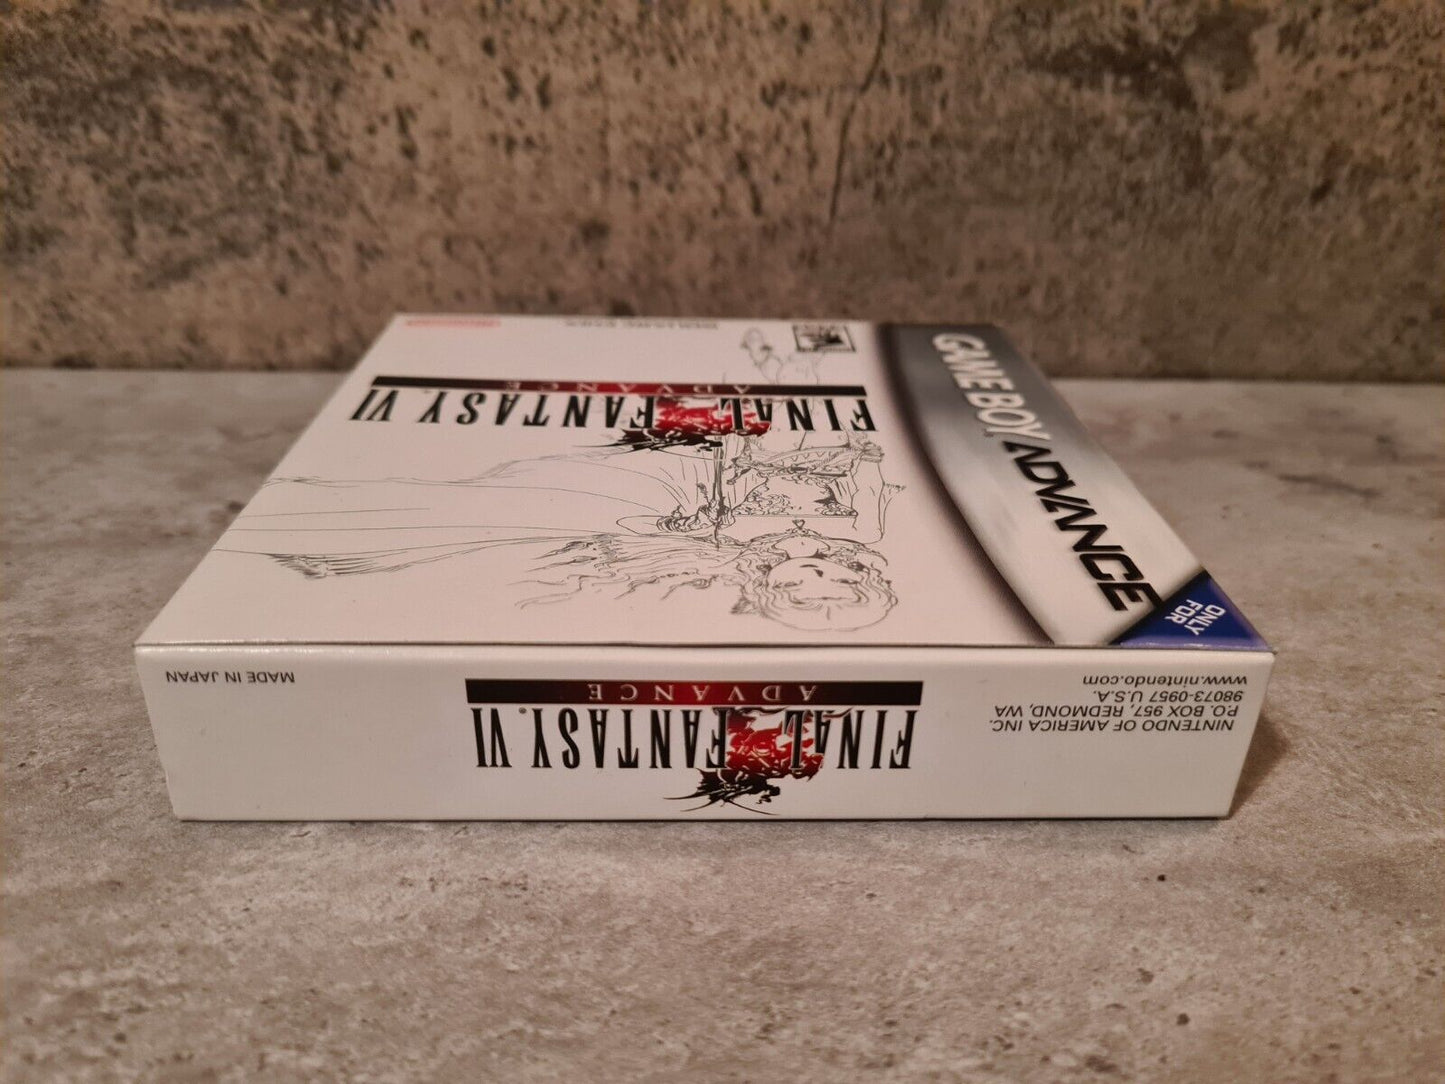 GAME BOY ADVANCE
ONLY
FOR
FINAL FANTASY VI
ADVANCE
FINAL FANTASY® VI
ADVANCE
MADE IN JAPAN
NINTENDO OF AMERICA INC.
P.O. BOX 957, REDMOND, WA
98073-0957 U.S.A.
www.nintendo.com